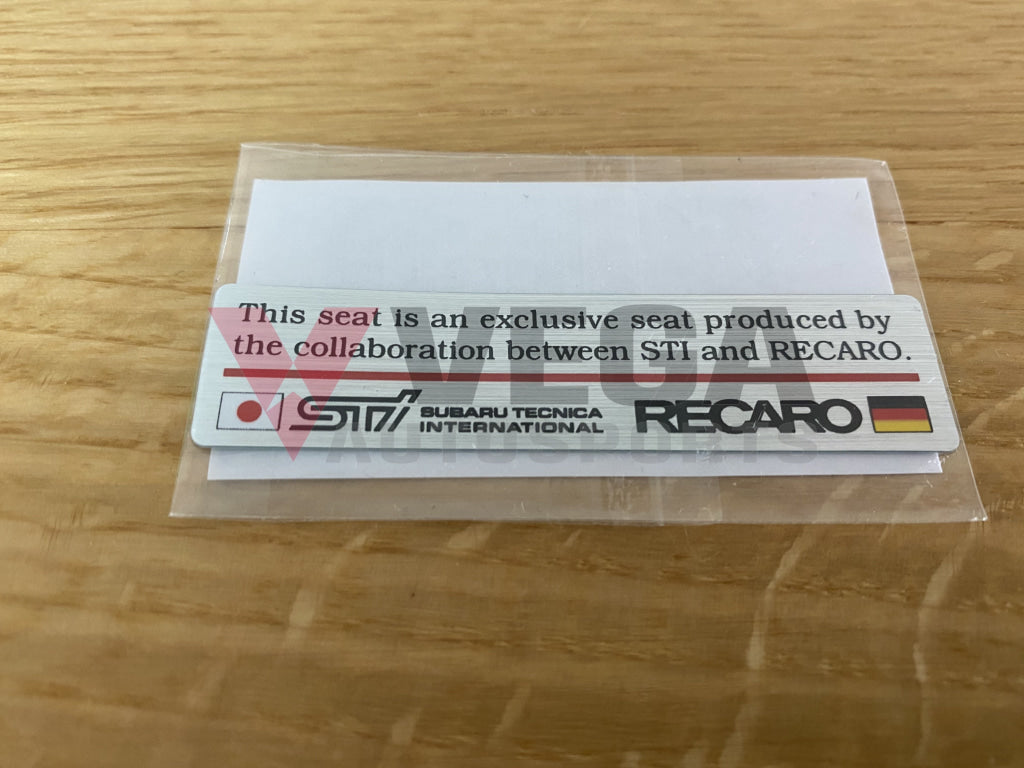 This seat is an exclusive seat produced by
the collaboration between STI and RECARO.
STI SUBARU TECNICA
INTERNATIONAL
RECARO
VEGA
AUTOSPORTS